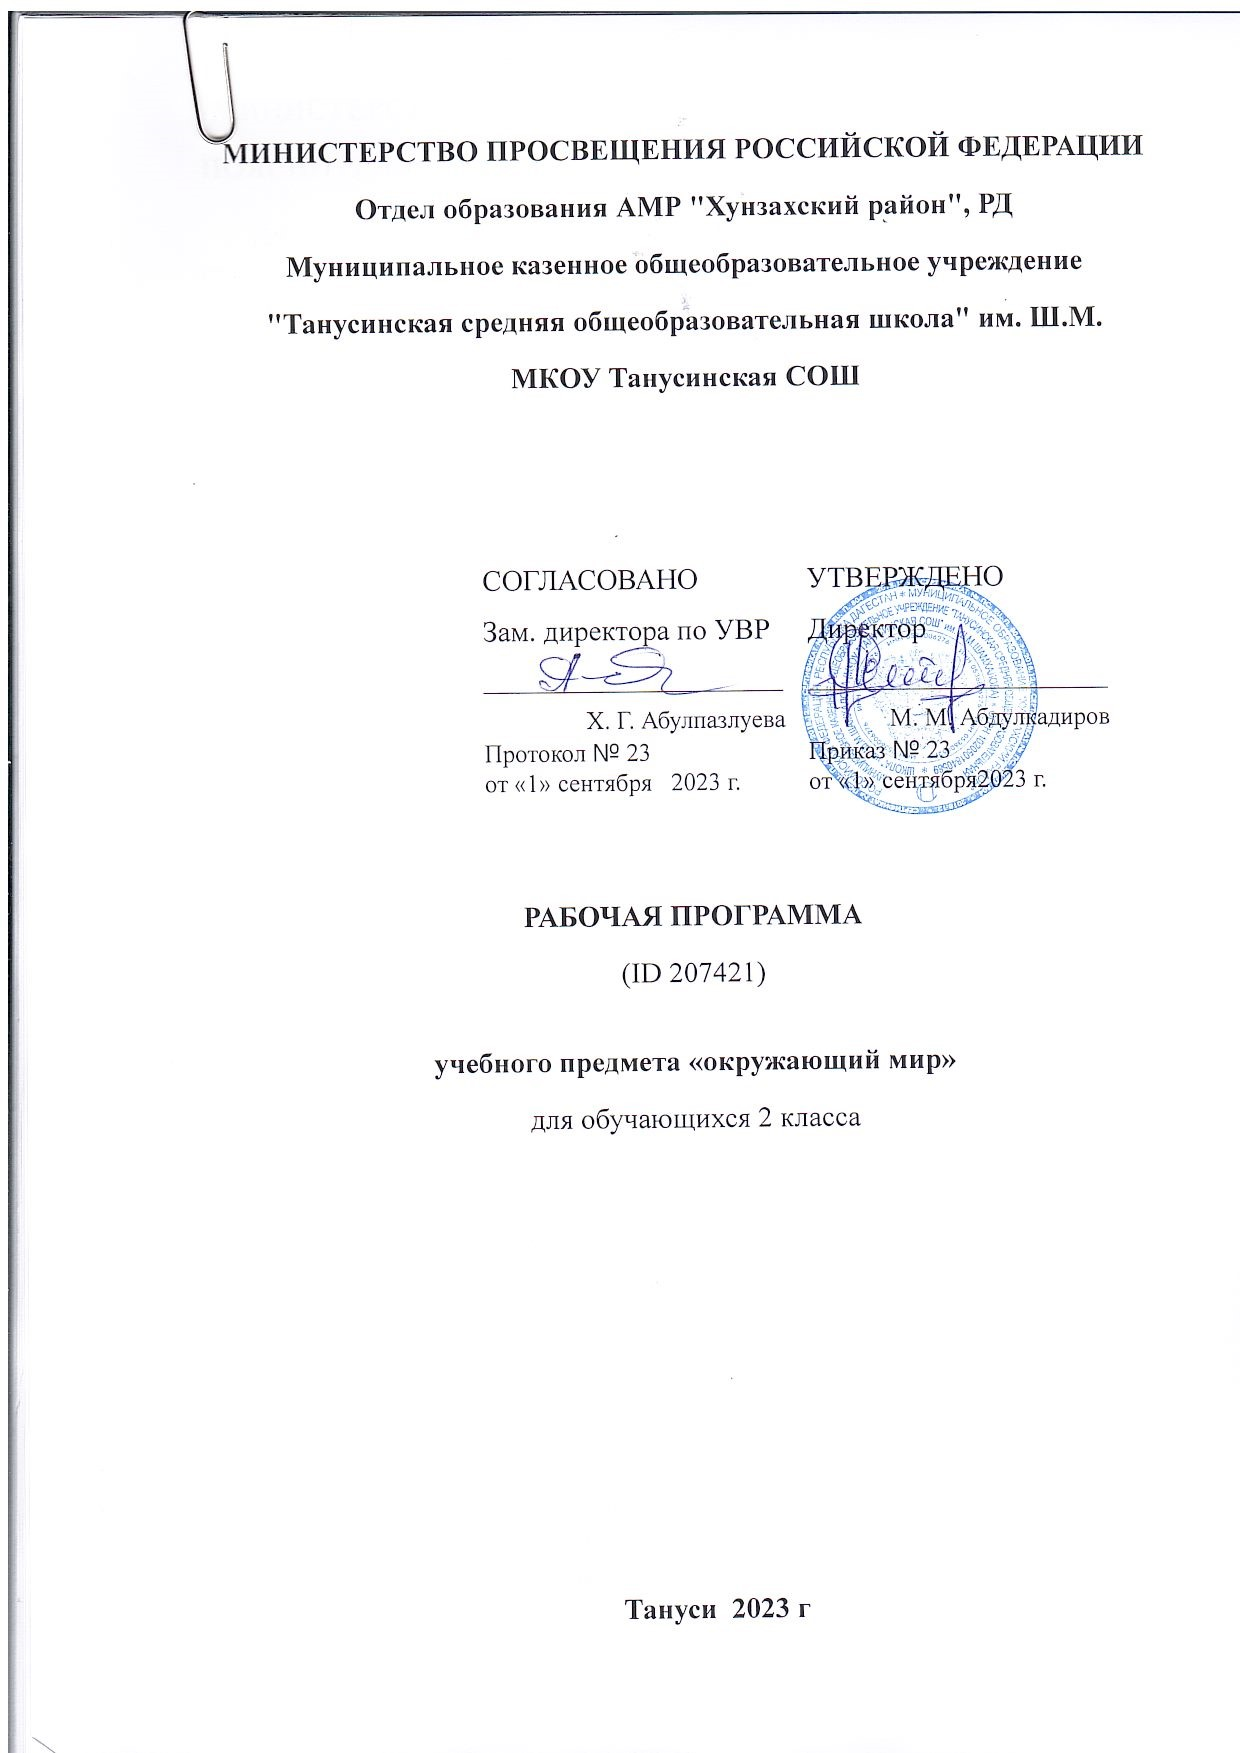 МИНИСТЕРСТВО ПРОСВЕЩЕНИЯ РОССИЙСКОЙ ФЕДЕРАЦИИ
Отдел образования АМР "Хунзахский район", РД
Муниципальное казенное общеобразовательное учреждение
"Танусинская средняя общеобразовательная школа" им. Ш.М.
МКОУ Танусинская СОШ
СОГЛАСОВАНО
Зам. директора по УВР
Х. Г. Абулпазлуева
Протокол № 23
от «1» сентября 2023 г.
УТВЕРЖДЕНО
Директор
М. М. Абдулкадиров
Приказ № 23
от «1» сентября2023 г.
РАБОЧАЯ ПРОГРАММА
(ID 207421)
учебного предмета «окружающий мир»
для обучающихся 2 класса
Тануси 2023 г